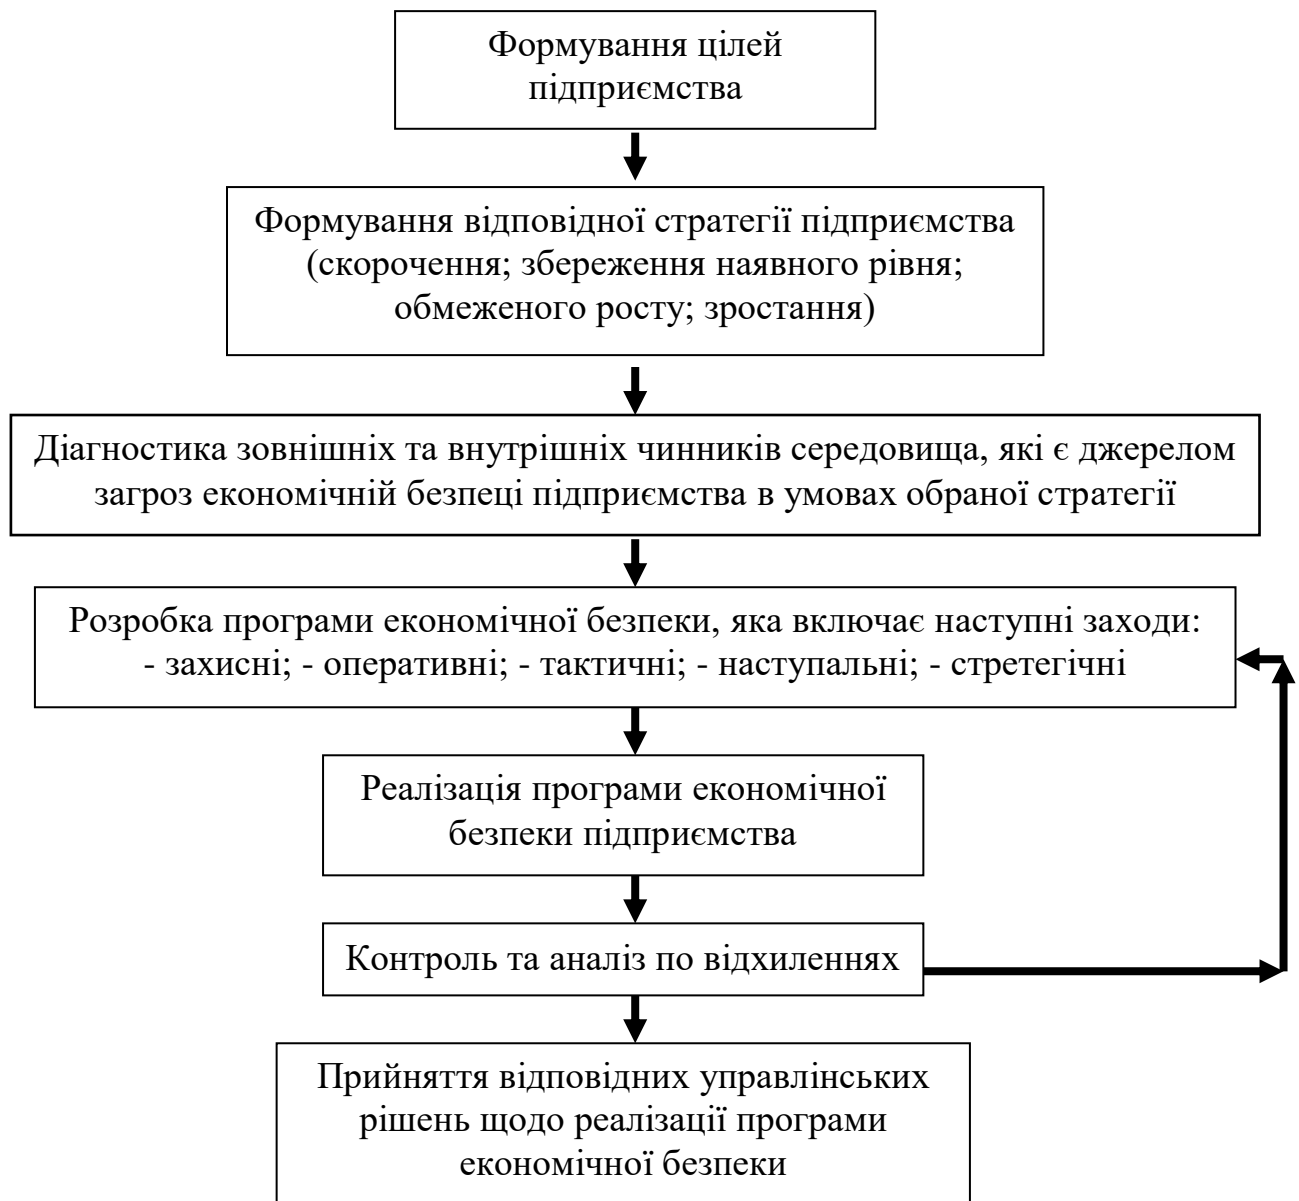 Формування цілей
підприємства
Формування відповідної стратегії підприємства
(скорочення; збереження наявного рівня;
обмеженого росту; зростання)
Діагностика зовнішніх та внутрішніх чинників середовища, які є джерелом
загроз економічній безпеці підприємства в умовах обраної стратегії
Розробка програми економічної безпеки, яка включає наступні заходи:
- захисні; - оперативні; - тактичні; - наступальні; - стретегічні
Реалізація програми економічної
безпеки підприємства
Контроль та аналіз по відхиленнях
Прийняття відповідних управлінських
рішень щодо реалізації програми
економічної безпеки